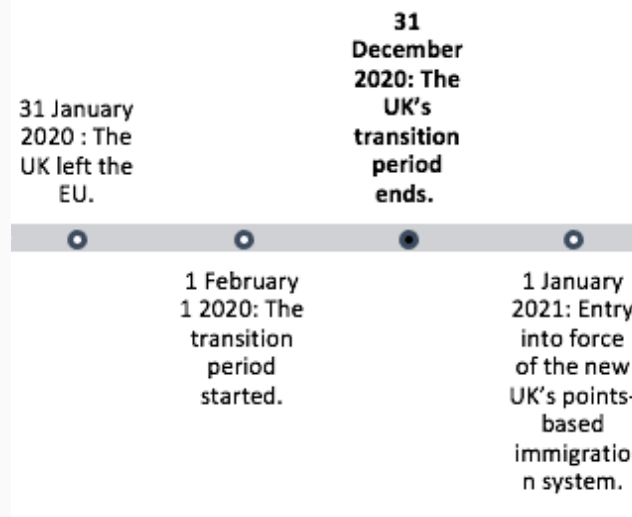 31 January
2020 : The
UK left the
EU.
1 February
1 2020: The
transition
period
started.
31
December
2020: The
UK's
transition
period
ends.
1 January
2021: Entry
into force
of the new
UK's points-
based
immigratio
n system.